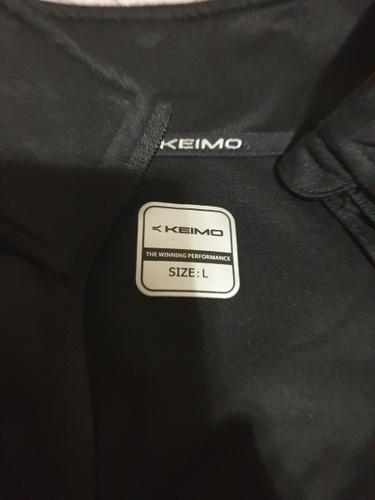 KEIMO
KEIMO
THE WINNING PERFORMANCE
SIZE: L